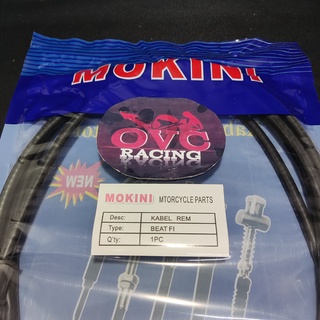 MOKINI
OVC
RACING
NEW
MOKINI MTORCYCLE PARTS
Desc: KABEL REM
Type: BEAT FI
Q'ty: 1PC